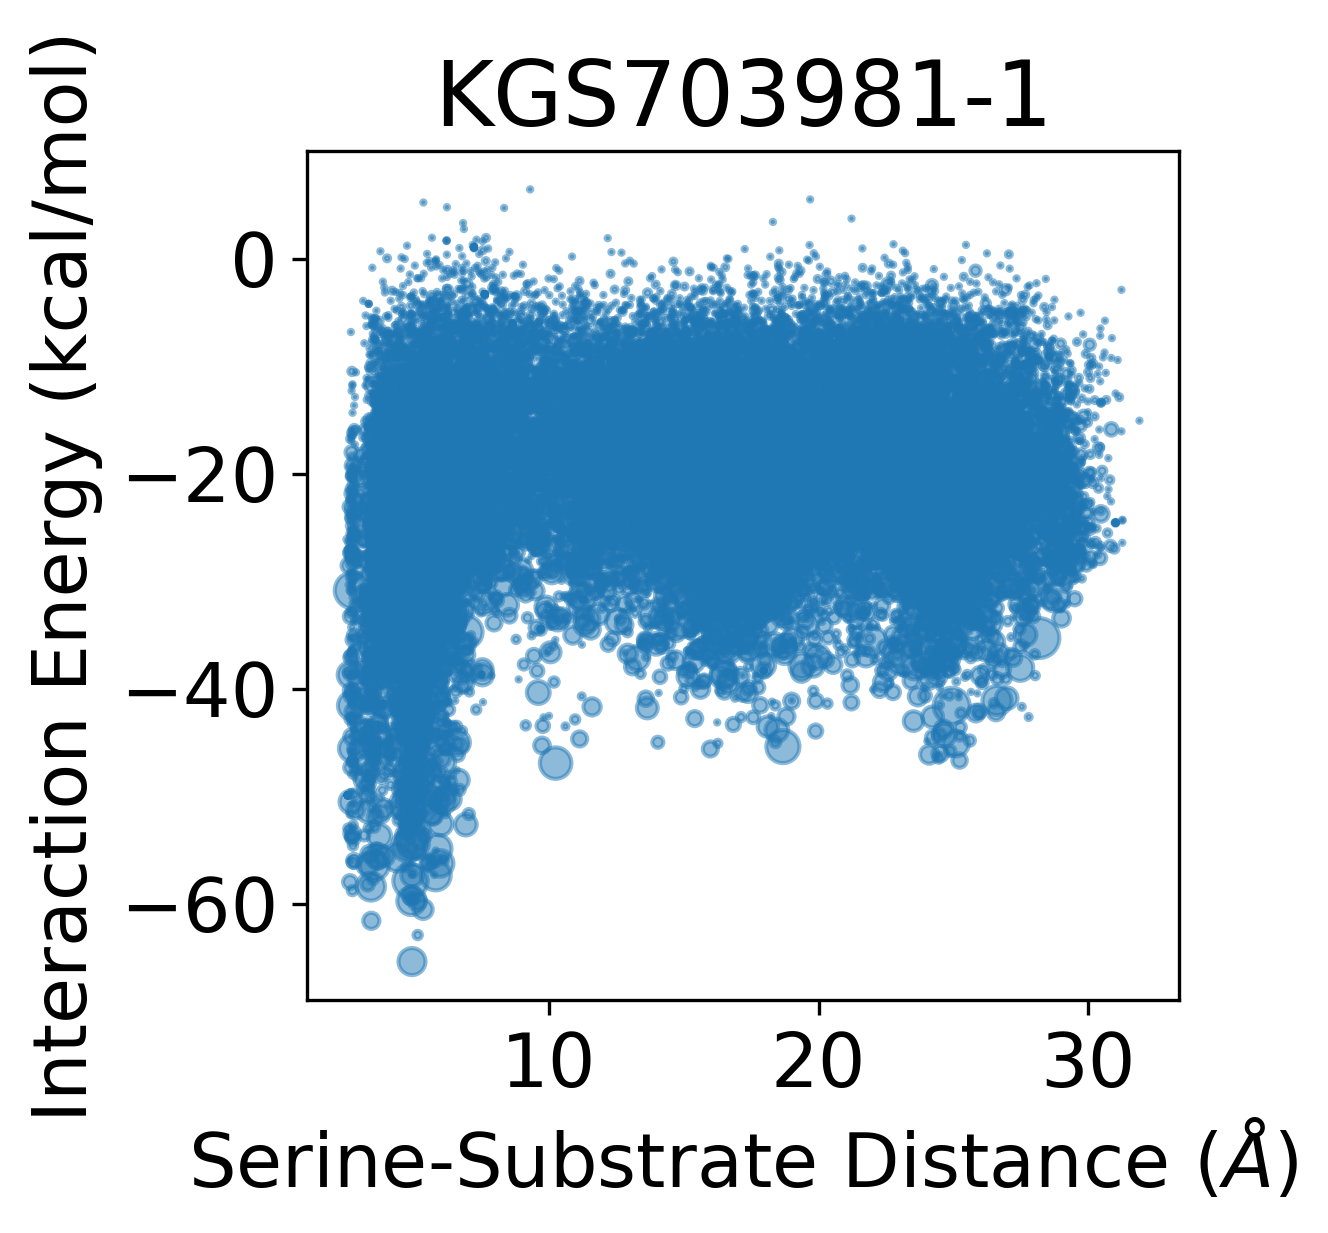 KGS703981-1
Interaction Energy (kcal/mol)
0
−20
−40
−60
10 20 30
Serine-Substrate Distance (Å)